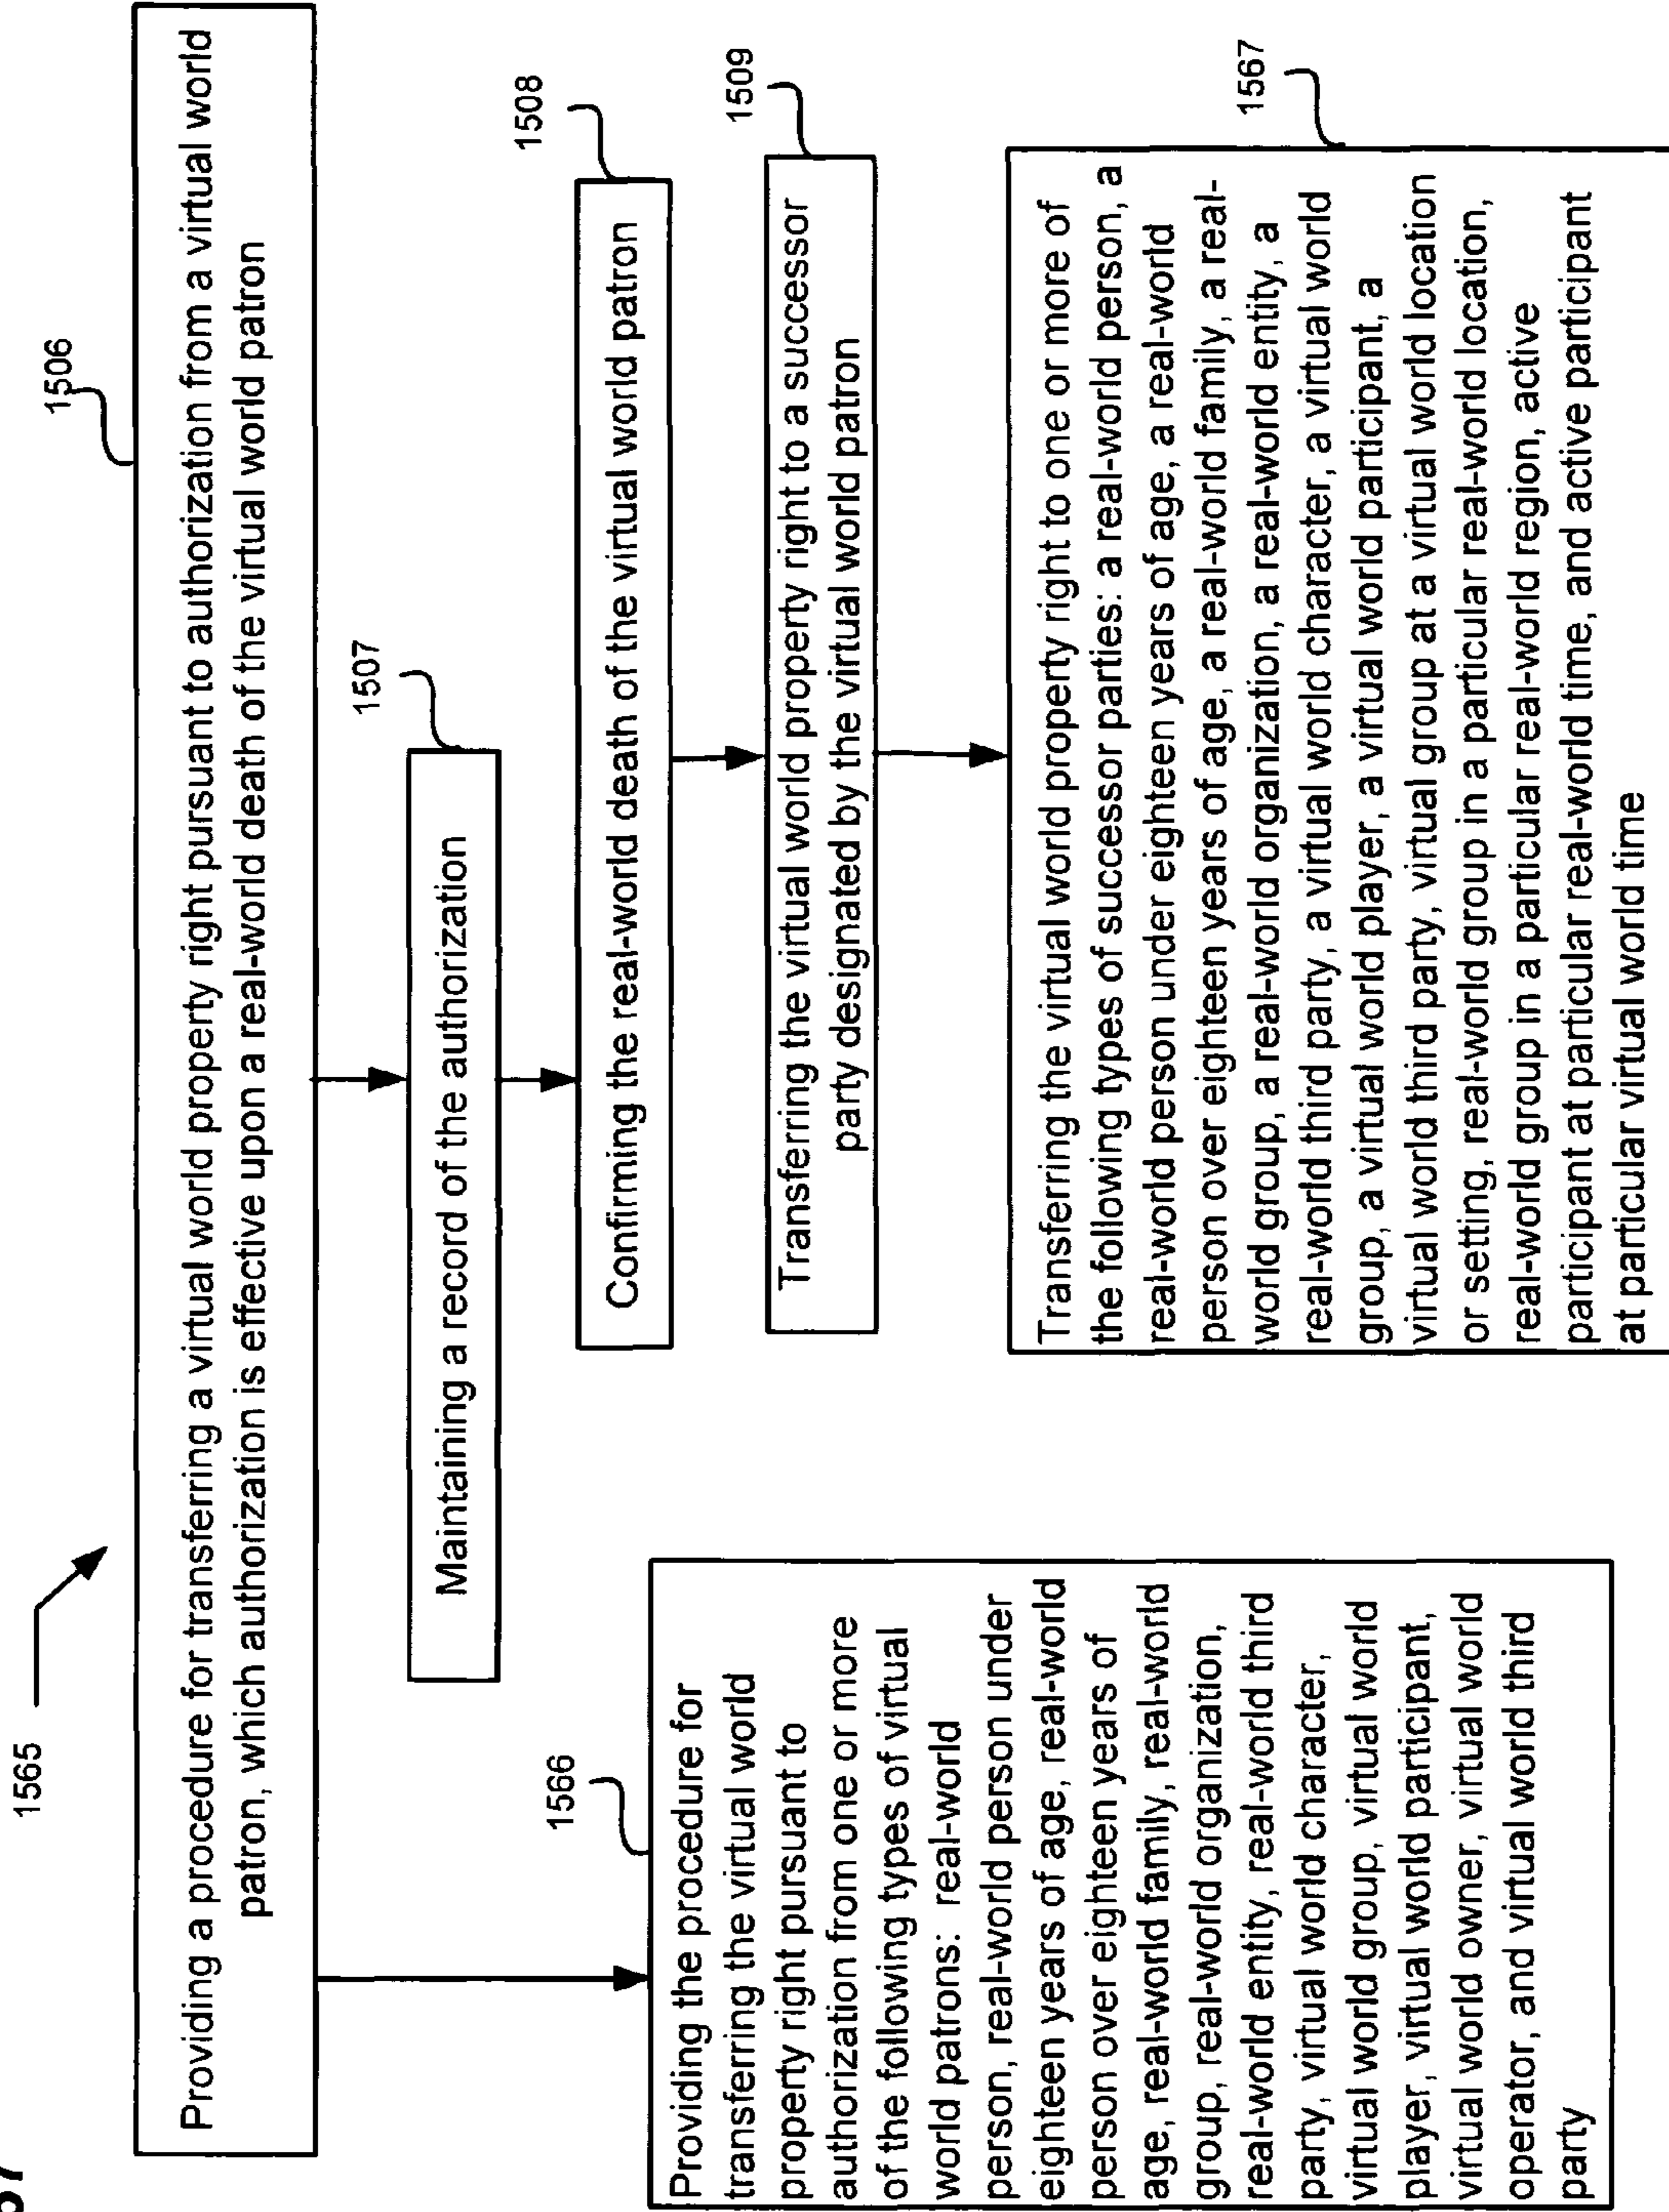 1565
1506
Providing a procedure for transferring a virtual world property right pursuant to authorization from a virtual world
patron, which authorization is effective upon a real-world death of the virtual world patron
1507
Maintaining a record of the authorization
1508
Confirming the real-world death of the virtual world patron
1509
Transferring the virtual world property right to a successor
party designated by the virtual world patron
1566
Providing the procedure for
transferring the virtual world
property right pursuant to
authorization from one or more
of the following types of virtual
world patrons: real-world
person, real-world person under
eighteen years of age, real-world
person over eighteen years of
age, real-world family, real-world
group, real-world organization,
real-world entity, real-world third
party, virtual world character,
virtual world group, virtual world
player, virtual world participant,
virtual world owner, virtual world
operator, and virtual world third
party
1567
Transferring the virtual world property right to one or more of
the following types of successor parties: a real-world person, a
real-world person under eighteen years of age, a real-world
person over eighteen years of age, a real-world family, a real-
world group, a real-world organization, a real-world entity, a
real-world third party, a virtual world character, a virtual world
group, a virtual world player, a virtual world participant, a
virtual world third party, virtual group at a virtual world location
or setting, real-world group in a particular real-world location,
real-world group in a particular real-world region, active
participant at particular real-world time, and active participant
at particular virtual world time